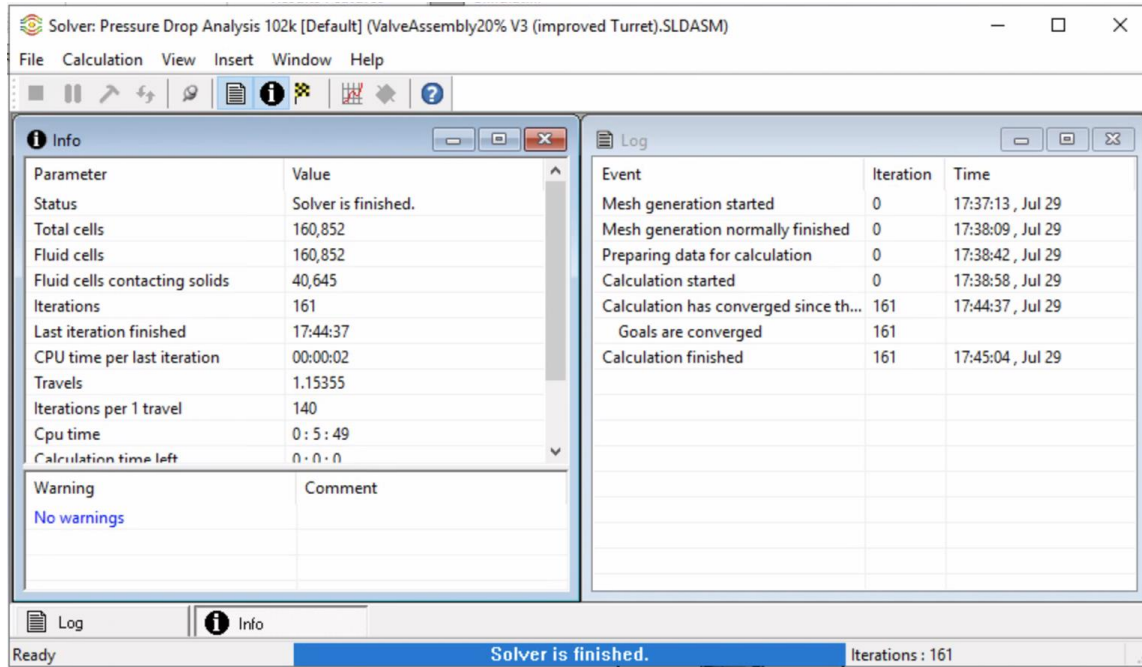 Solver: Pressure Drop Analysis 102k [Default] (ValveAssembly20% V3 (improved Turret).SLDASM)
File Calculation View Insert Window Help
Info
Parameter Value
Status Solver is finished.
Total cells 160,852
Fluid cells 160,852
Fluid cells contacting solids 40,645
Iterations 161
Last iteration finished 17:44:37
CPU time per last iteration 00:00:02
Travels 1.15355
Iterations per 1 travel 140
Cpu time 0 : 5 : 49
Calculation time left 0 : 0 : 0
Warning Comment
No warnings
Log
Event Iteration Time
Mesh generation started 0 17:37:13 , Jul 29
Mesh generation normally finished 0 17:38:09 , Jul 29
Preparing data for calculation 0 17:38:42 , Jul 29
Calculation started 0 17:38:58 , Jul 29
Calculation has converged since th... 161 17:44:37 , Jul 29
Goals are converged 161
Calculation finished 161 17:45:04 , Jul 29
Log Info
Ready Solver is finished. Iterations : 161